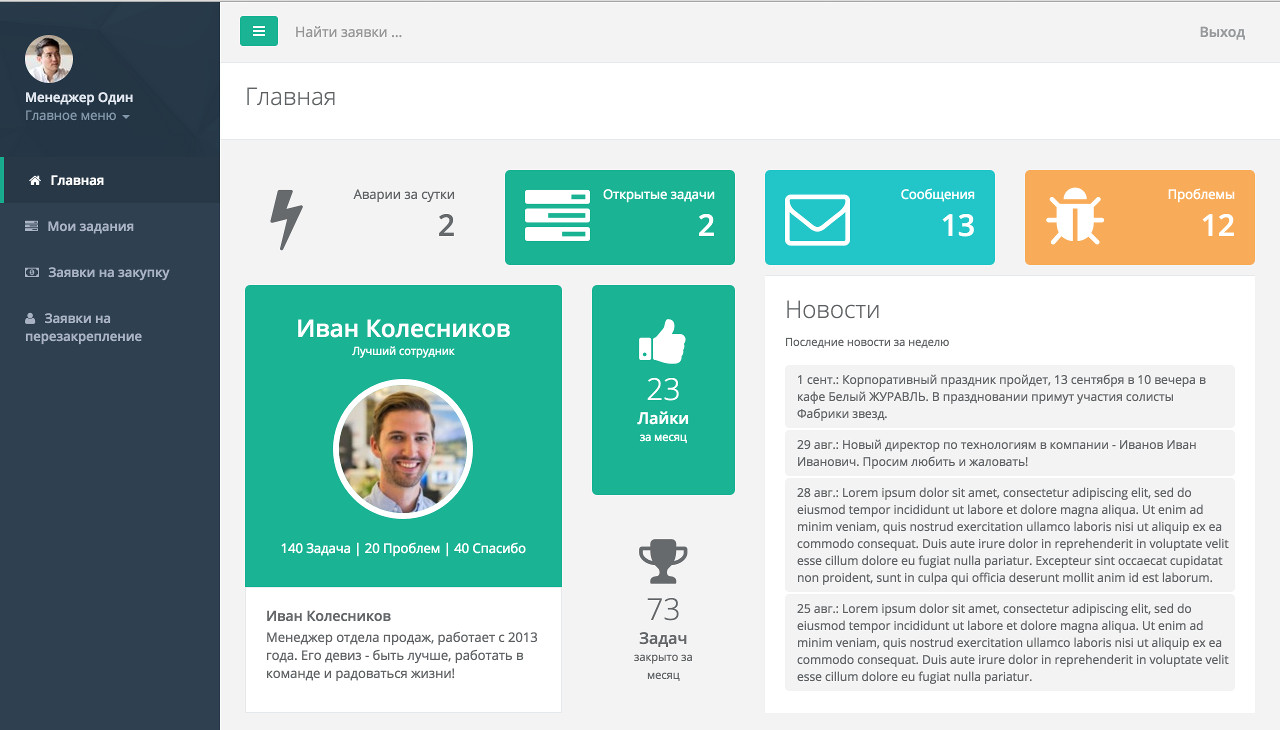 Найти заявки ...
Выход
Менеджер Один
Главное меню
Главная
Мои задания
Заявки на закупку
Заявки на
перезакрепление
Главная
Аварии за сутки
2
Открытые задачи
2
Сообщения
13
Проблемы
12
Иван Колесников
Лучший сотрудник
140 Задача | 20 Проблем | 40 Спасибо
Иван Колесников
Менеджер отдела продаж, работает с 2013
года. Его девиз - быть лучше, работать в
команде и радоваться жизни!
23
Лайки
за месяц
73
Задач
закрыто за
месяц
Новости
Последние новости за неделю
1 сент.: Корпоративный праздник пройдет, 13 сентября в 10 вечера в
кафе Белый ЖУРАВЛЬ. В праздновании примут участия солисты
Фабрики звезд.
29 авг.: Новый директор по технологиям в компании - Иванов Иван
Иванович. Просим любить и жаловать!
28 авг.: Lorem ipsum dolor sit amet, consectetur adipiscing elit, sed do
eiusmod tempor incididunt ut labore et dolore magna aliqua. Ut enim ad
minim veniam, quis nostrud exercitation ullamco laboris nisi ut aliquip ex ea
commodo consequat. Duis aute irure dolor in reprehenderit in voluptate velit
esse cillum dolore eu fugiat nulla pariatur. Excepteur sint occaecat cupidatat
non proident, sunt in culpa qui officia deserunt mollit anim id est laborum.
25 авг.: Lorem ipsum dolor sit amet, consectetur adipiscing elit, sed do
eiusmod tempor incididunt ut labore et dolore magna aliqua. Ut enim ad
minim veniam, quis nostrud exercitation ullamco laboris nisi ut aliquip ex ea
commodo consequat. Duis aute irure dolor in reprehenderit in voluptate velit
esse cillum dolore eu fugiat nulla pariatur.